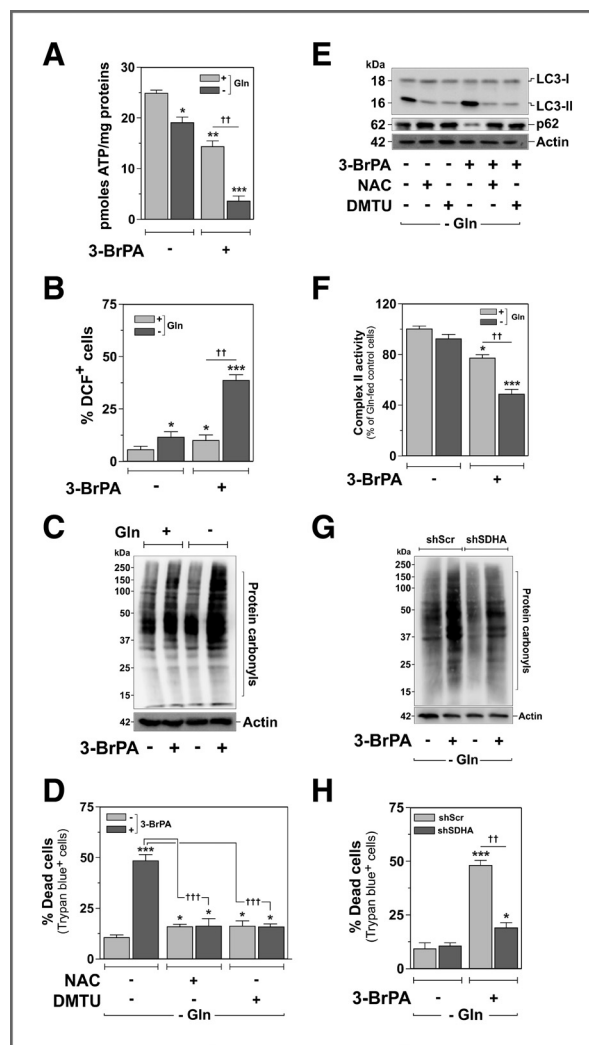 A
pmoles ATP/mg proteins
30
20
10
0
+
-
Gln
*
**
††
***
3-BrPA - +
B
% DCF+ cells
75
50
25
0
+
-
Gln
*
*
††
***
3-BrPA - +
C
Gln + -
kDa
250
150
100
50
37
25
15
Protein carbonyls
42
Actin
3-BrPA - + - +
D
% Dead cells
(Trypan blue+ cells)
75
50
25
0
-
+
3-BrPA
***
†††
†††
* * * *
NAC - + -
DMTU - - +
- Gln
E
kDa
18
LC3-I
16
LC3-II
62
p62
42
Actin
3-BrPA - - - + + +
NAC - + - - + -
DMTU - - + - - +
- Gln
F
Complex II activity
(% of Gln-fed control cells)
120
80
40
0
+
-
Gln
*
††
***
3-BrPA - +
G
shScr shSDHA
kDa
250
150
100
50
37
25
15
Protein carbonyls
42
Actin
3-BrPA - + - +
- Gln
H
% Dead cells
(Trypan blue+ cells)
75
50
25
0
shScr
shSDHA
††
***
*
3-BrPA - +
- Gln